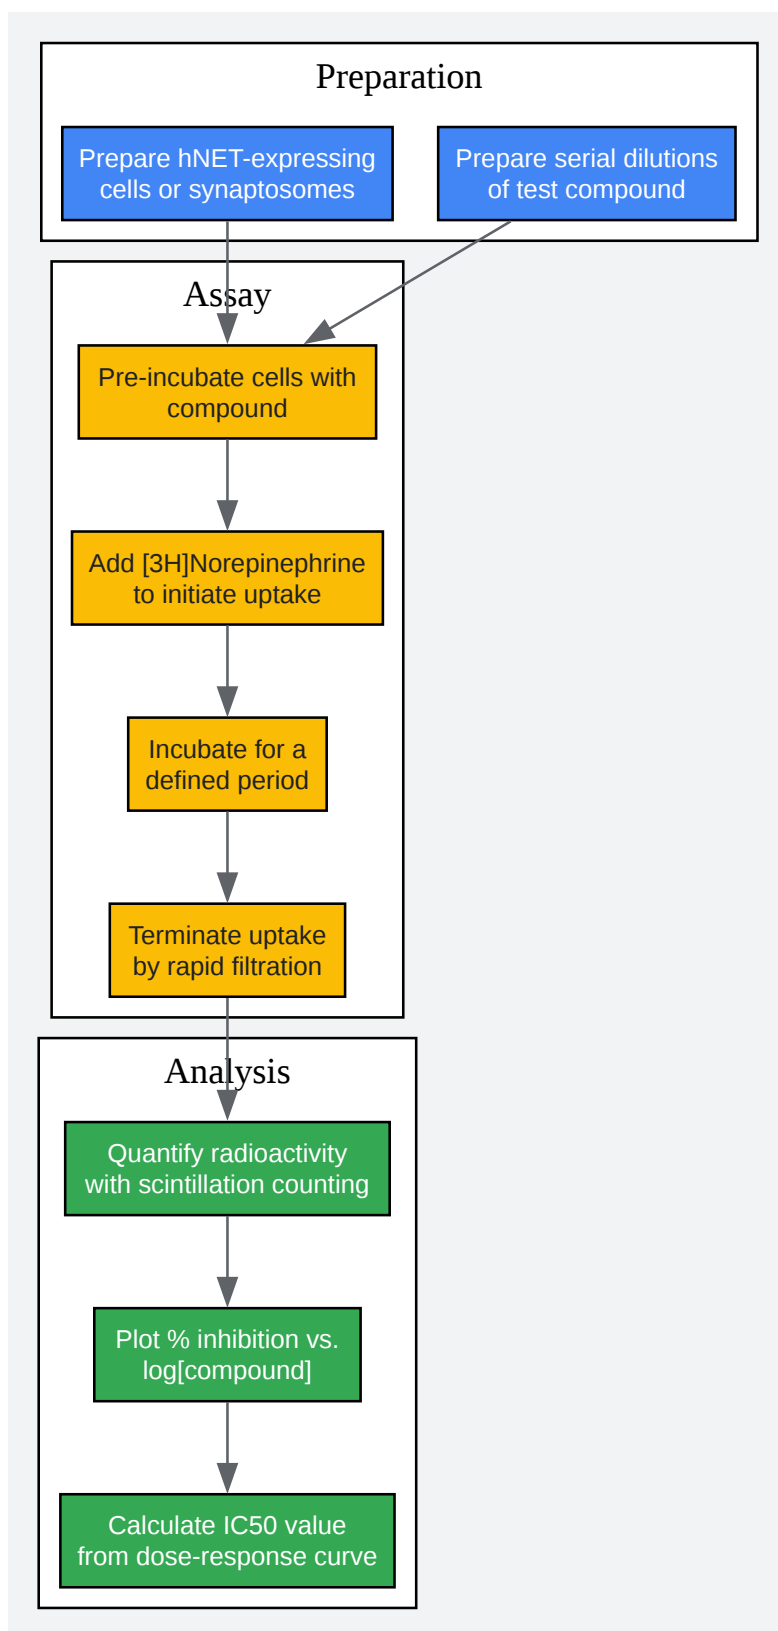 Preparation
Prepare hNET-expressing
cells or synaptosomes
Prepare serial dilutions
of test compound
Assay
Pre-incubate cells with
compound
Add [3H]Norepinephrine
to initiate uptake
Incubate for a
defined period
Terminate uptake
by rapid filtration
Analysis
Quantify radioactivity
with scintillation counting
Plot % inhibition vs.
log[compound]
Calculate IC50 value
from dose-response curve